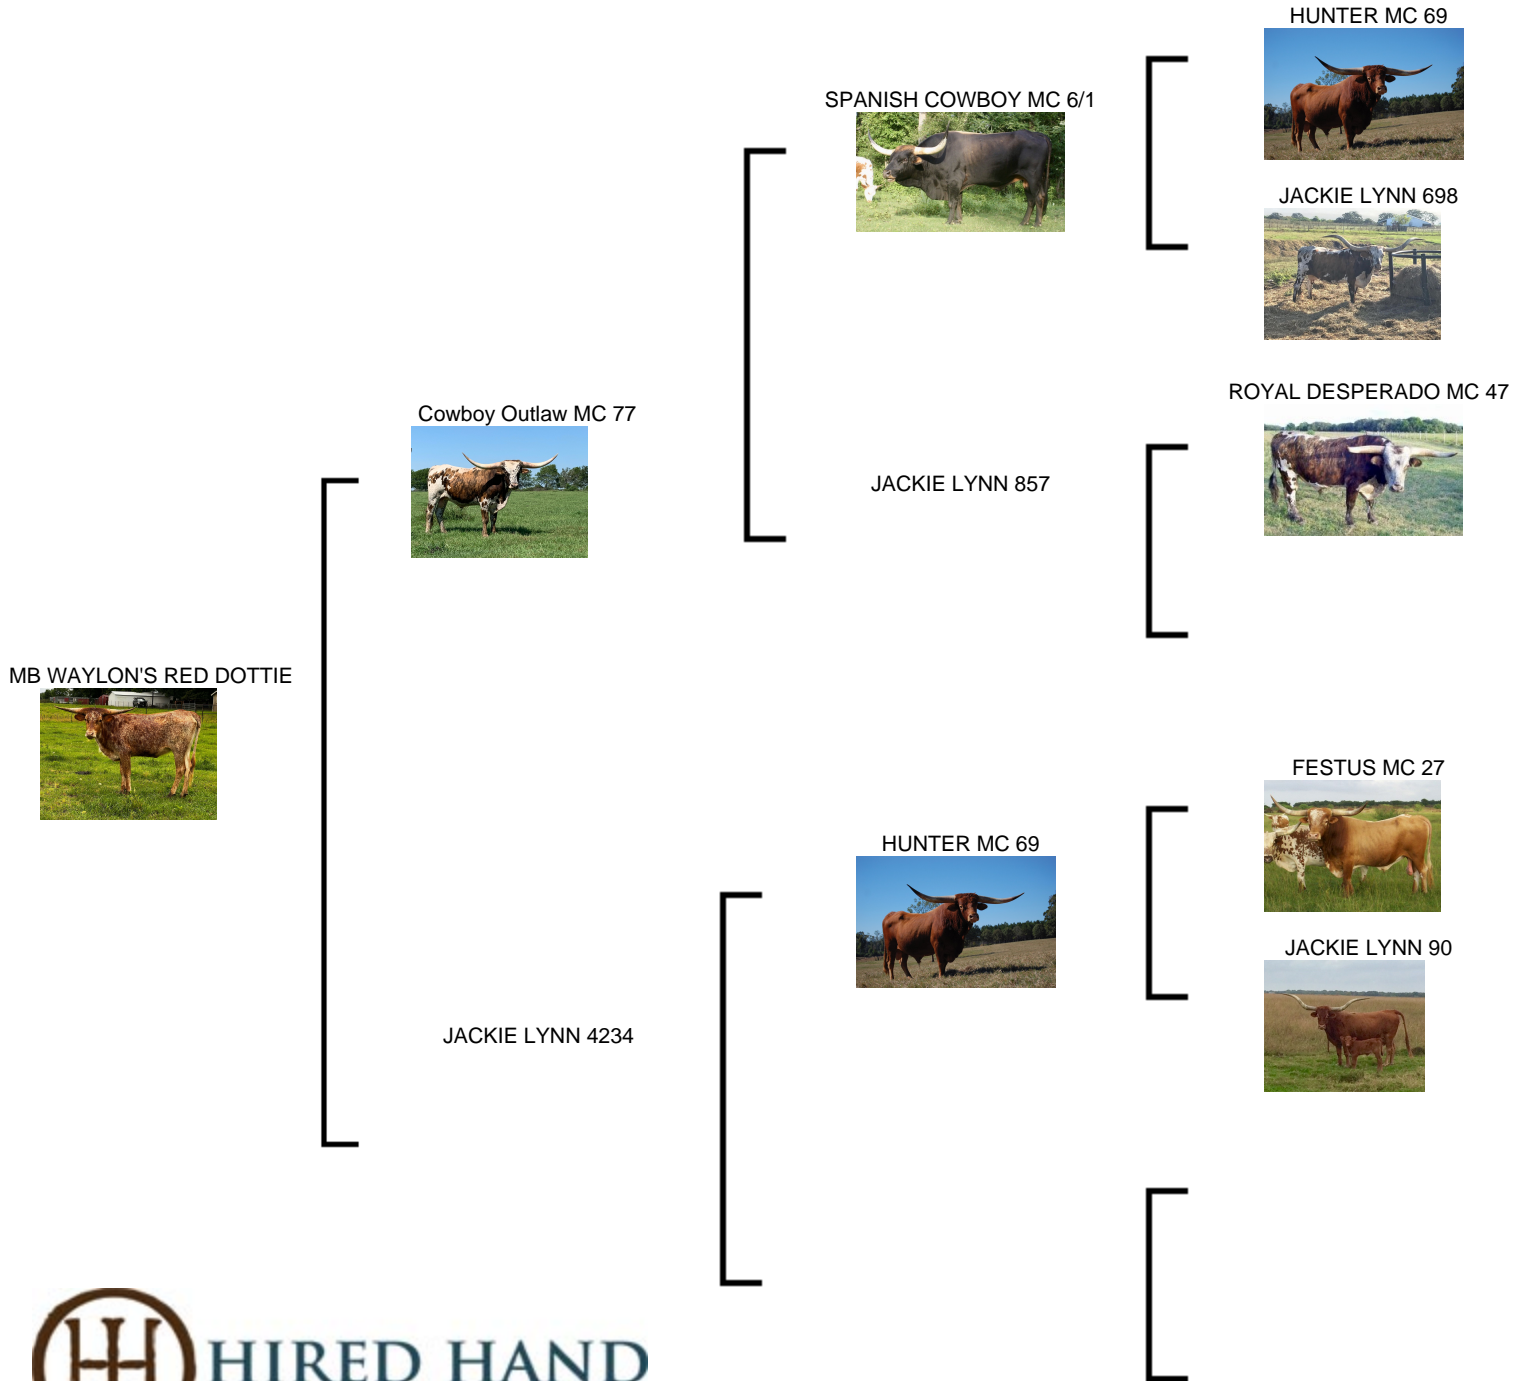 HUNTER MC 69
SPANISH COWBOY MC 6/1
JACKIE LYNN 698
ROYAL DESPERADO MC 47
Cowboy Outlaw MC 77
JACKIE LYNN 857
MB WAYLON'S RED DOTTIE
FESTUS MC 27
HUNTER MC 69
JACKIE LYNN 90
JACKIE LYNN 4234
HIRED HAND